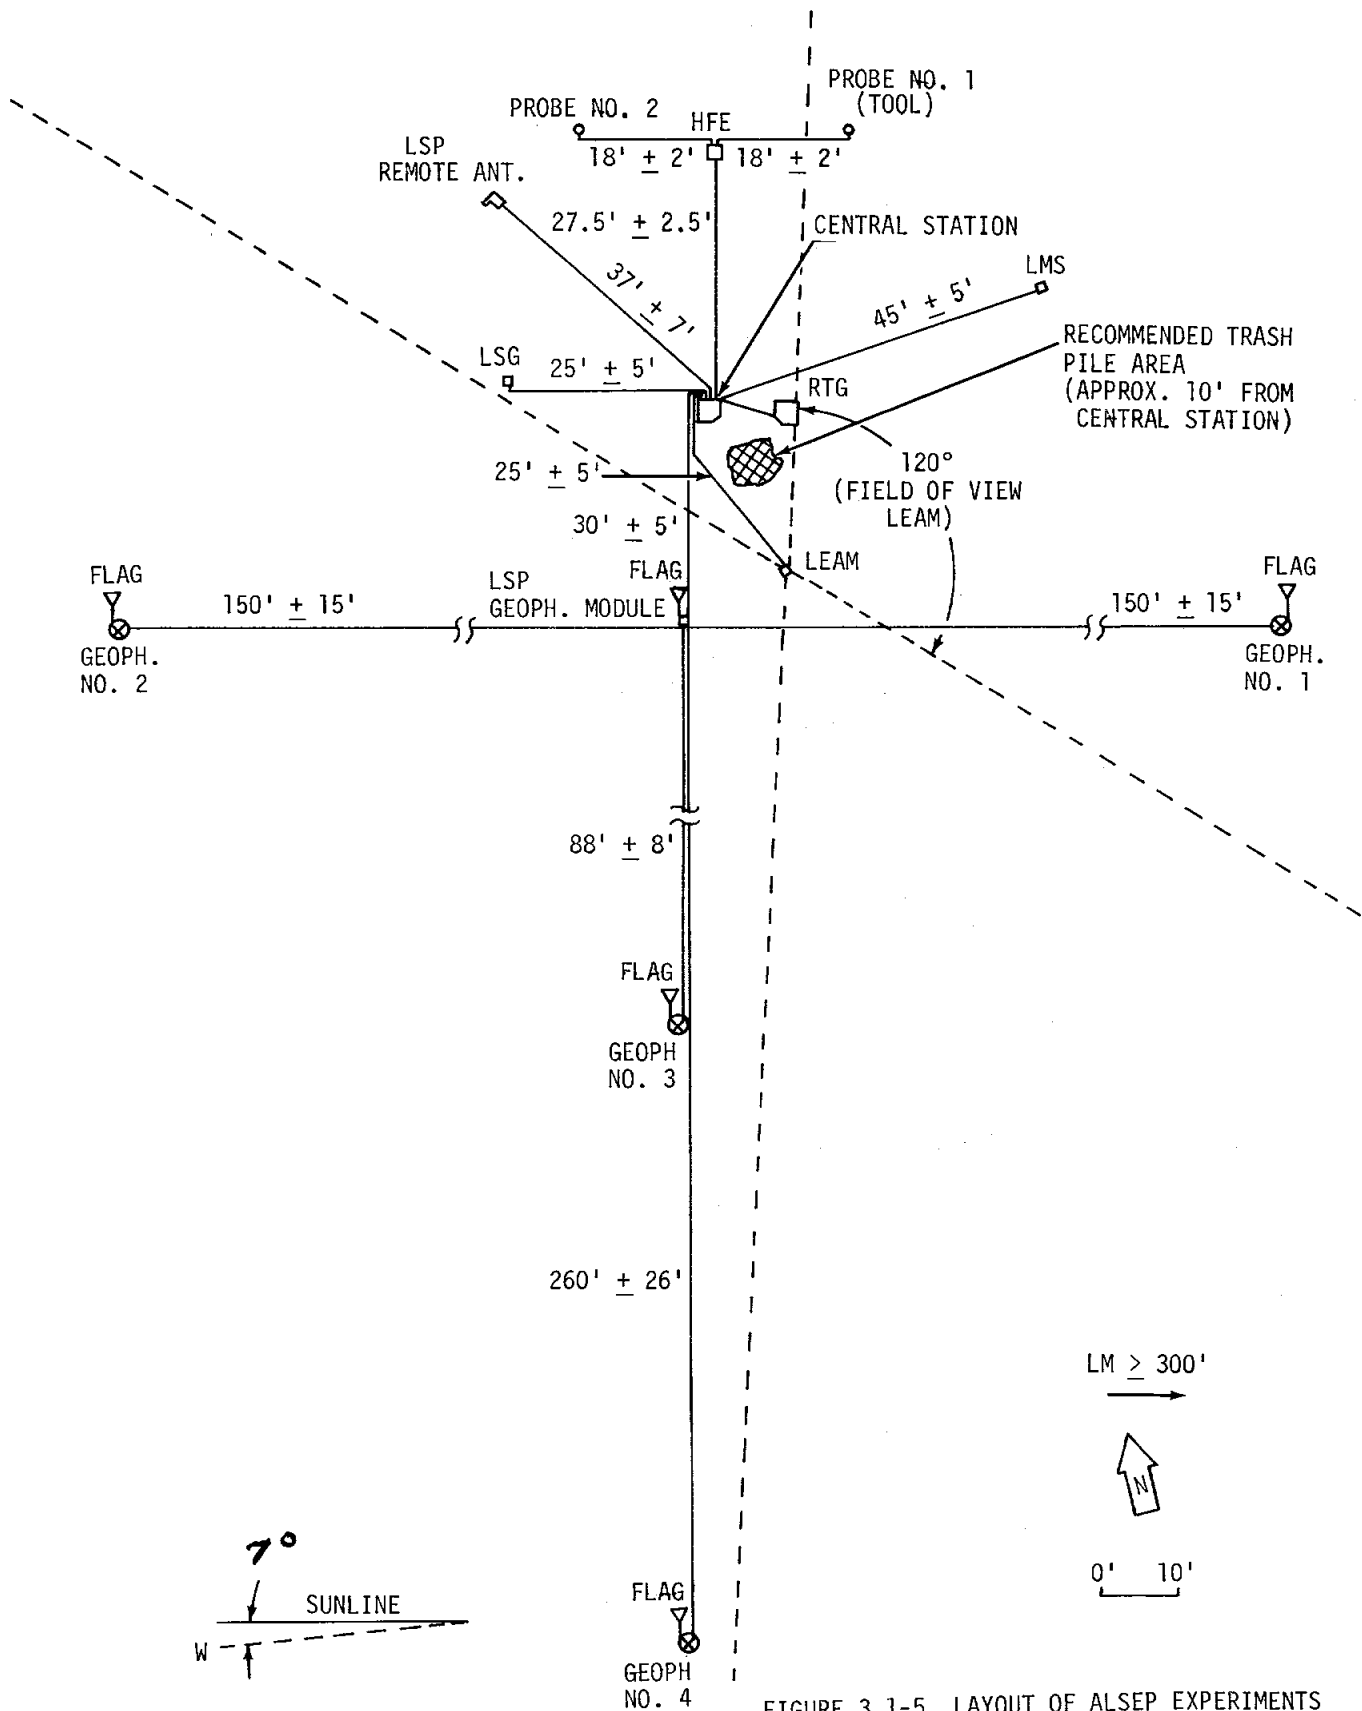 PROBE NO. 1
(TOOL)
PROBE NO. 2
HFE
18' ± 2'
18' ± 2'
LSP
REMOTE ANT.
27.5' ± 2.5'
CENTRAL STATION
37' ± 7'
LMS
45' ± 5'
RECOMMENDED TRASH
PILE AREA
(APPROX. 10' FROM
CENTRAL STATION)
LSG
25' ± 5'
RTG
120°
(FIELD OF VIEW
LEAM)
25' ± 5'
30' ± 5'
LEAM
FLAG
150' ± 15'
LSP
GEOPH. MODULE
FLAG
150' ± 15'
FLAG
GEOPH.
NO. 2
GEOPH.
NO. 1
88' ± 8'
FLAG
GEOPH
NO. 3
260' ± 26'
LM ≥ 300'
N
0' 10'
7°
SUNLINE
W
FLAG
GEOPH
NO. 4
FIGURE 3.1-5 LAYOUT OF ALSEP EXPERIMENTS